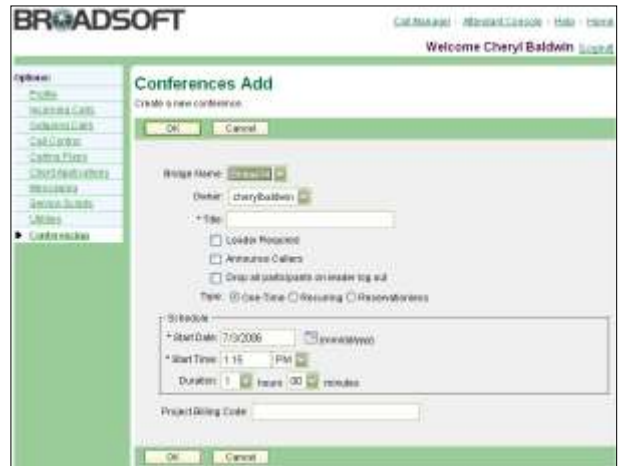 BROADSOFT
Call Manager - Attendant Console - Help - Home
Welcome Cheryl Baldwin [Logout]
Options:
Profile
Incoming Calls
Outgoing Calls
Call Control
Calling Plans
Client Applications
Messaging
Service Scripts
Utilities
Conferencing
Conferences Add
Create a new conference.
OK Cancel
Bridge Name:
Owner: cherylbaldwin
* Title:
Leader Required
Announce Callers
Drop all participants on leader log out
Type: One-Time Recurring Reservationless
Schedule
* Start Date: 7/3/2006 (mm/dd/yyyy)
* Start Time: 1:15 PM
Duration: 1 hours 00 minutes
Project Billing Code:
OK Cancel